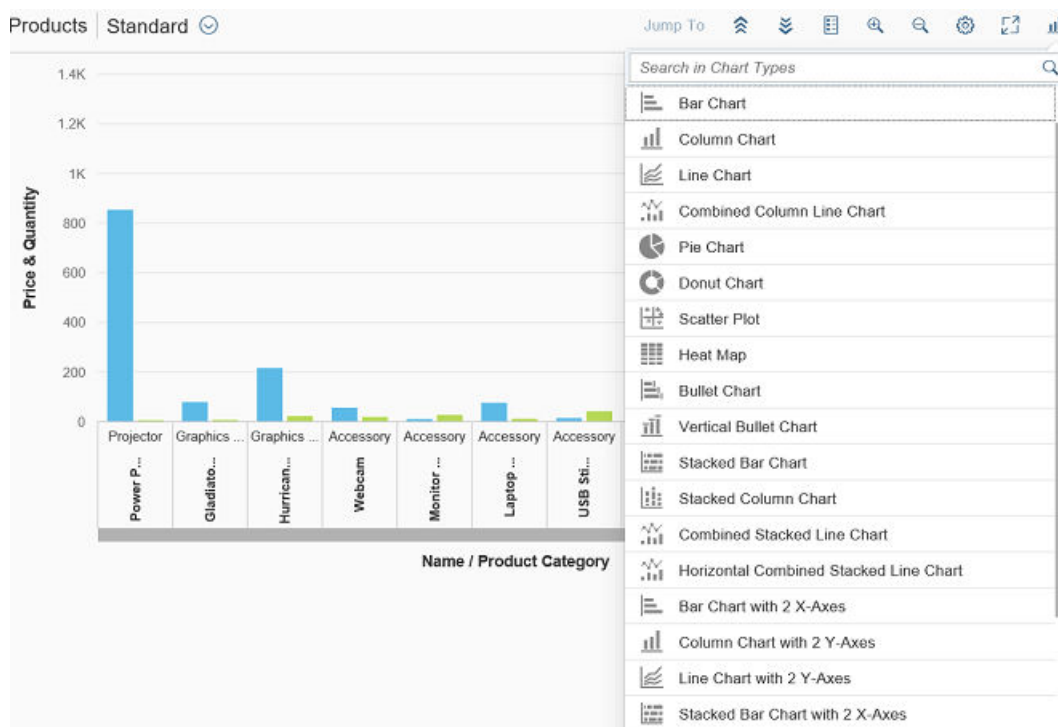 Products Standard Jump To
Search in Chart Types
Bar Chart
Column Chart
Line Chart
Combined Column Line Chart
Pie Chart
Donut Chart
Scatter Plot
Heat Map
Bullet Chart
Vertical Bullet Chart
Stacked Bar Chart
Stacked Column Chart
Combined Stacked Line Chart
Horizontal Combined Stacked Line Chart
Bar Chart with 2 X-Axes
Column Chart with 2 Y-Axes
Line Chart with 2 Y-Axes
Stacked Bar Chart with 2 X-Axes
Price & Quantity
1.4K
1.2K
1K
800
600
400
200
0
Projector Graphics ... Graphics ... Accessory Accessory Accessory Accessory
Power P...
Gladiato...
Hurrican...
Webcam
Monitor ...
Laptop ...
USB Sti...
Name / Product Category